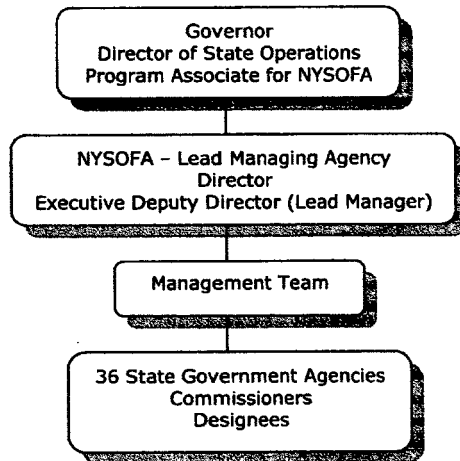 Governor
Director of State Operations
Program Associate for NYSOFA
NYSOFA – Lead Managing Agency
Director
Executive Deputy Director (Lead Manager)
Management Team
36 State Government Agencies
Commissioners
Designees